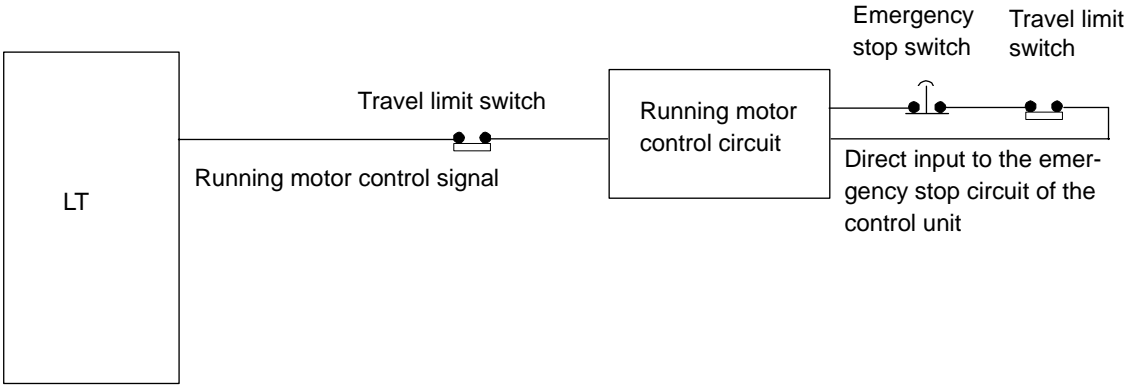 Emergency
stop switch
Travel limit
switch
Travel limit switch
Running motor
control circuit
Running motor control signal
LT
Direct input to the emer-
gency stop circuit of the
control unit